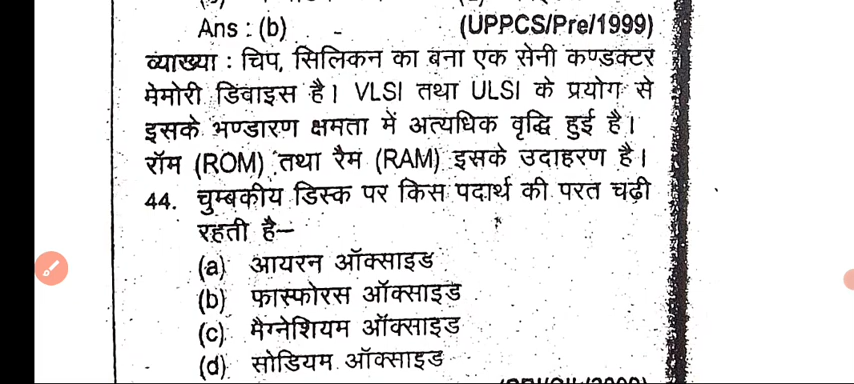 Ans : (b) (UPPCS/Pre/1999)
व्याख्या : चिप, सिलिकन का बना एक सेनी कण्डक्टर
मेमोरी डिवाइस है। VLSI तथा ULSI के प्रयोग से
इसके भण्डारण क्षमता में अत्यधिक वृद्धि हुई है।
रॉम (ROM) तथा रैम (RAM) इसके उदाहरण है।
44. चुम्बकीय डिस्क पर किस पदार्थ की परत चढ़ी
रहती है–
(a) आयरन ऑक्साइड
(b) फास्फोरस ऑक्साइड
(c) मैग्नेशियम ऑक्साइड
(d) सोडियम ऑक्साइड